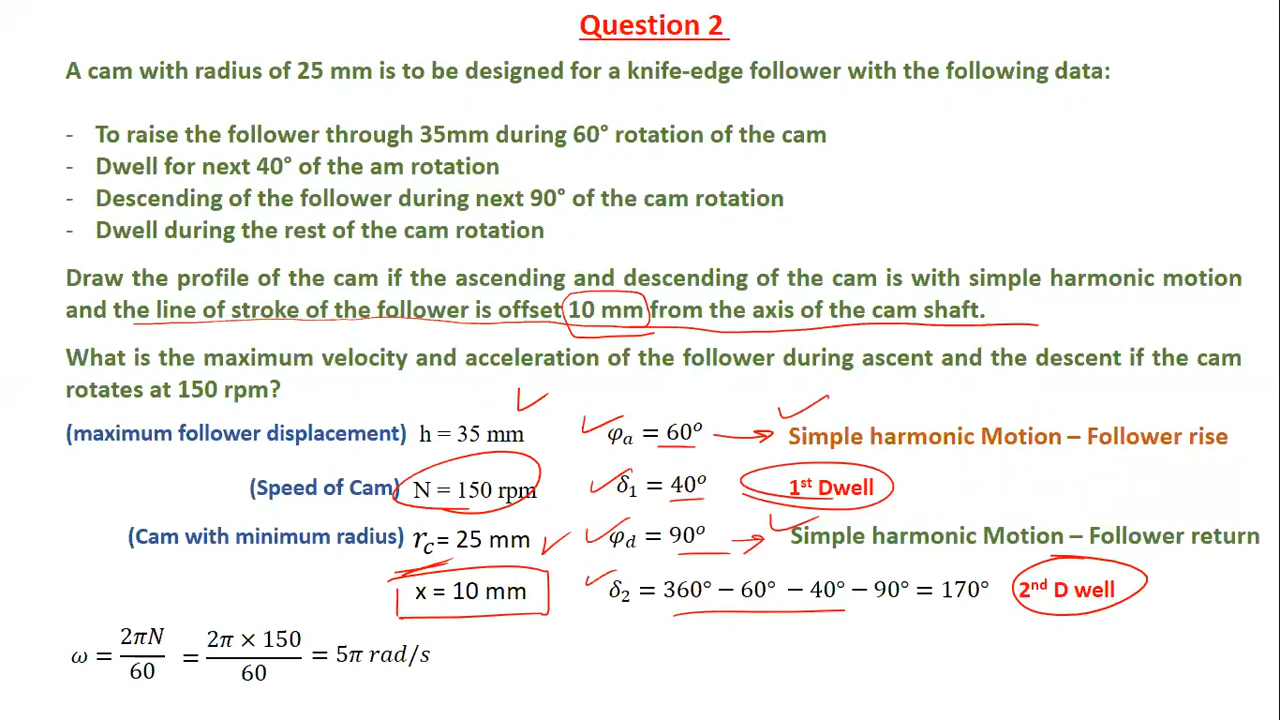 Question 2
A cam with radius of 25 mm is to be designed for a knife-edge follower with the following data:
- To raise the follower through 35mm during 60° rotation of the cam
- Dwell for next 40° of the am rotation
- Descending of the follower during next 90° of the cam rotation
- Dwell during the rest of the cam rotation
Draw the profile of the cam if the ascending and descending of the cam is with simple harmonic motion
and the line of stroke of the follower is offset 10 mm from the axis of the cam shaft.
What is the maximum velocity and acceleration of the follower during ascent and the descent if the cam
rotates at 150 rpm?
(maximum follower displacement) h = 35 mm φₐ = 60° Simple harmonic Motion – Follower rise
(Speed of Cam) N = 150 rpm δ₁ = 40° 1st Dwell
(Cam with minimum radius) r_c = 25 mm φ_d = 90° Simple harmonic Motion – Follower return
x = 10 mm δ₂ = 360° − 60° − 40° − 90° = 170° 2nd D well
ω = 2πN/60 = 2π × 150/60 = 5π rad/s